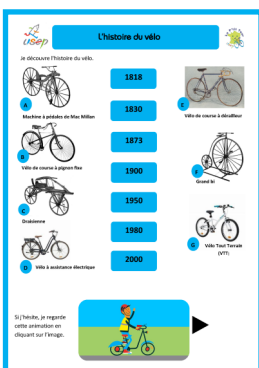 usep
L'histoire du vélo
Je découvre l'histoire du vélo.
1818
A
Machine à pédales de Mac Millan
E
Vélo de course à dérailleur
1830
B
Vélo de course à pignon fixe
1873
F
Grand bi
1900
C
Draisienne
1950
G
Vélo Tout Terrain
(VTT)
1980
D
Vélo à assistance électrique
2000
Si j'hésite, je regarde
cette animation en
cliquant sur l'image.